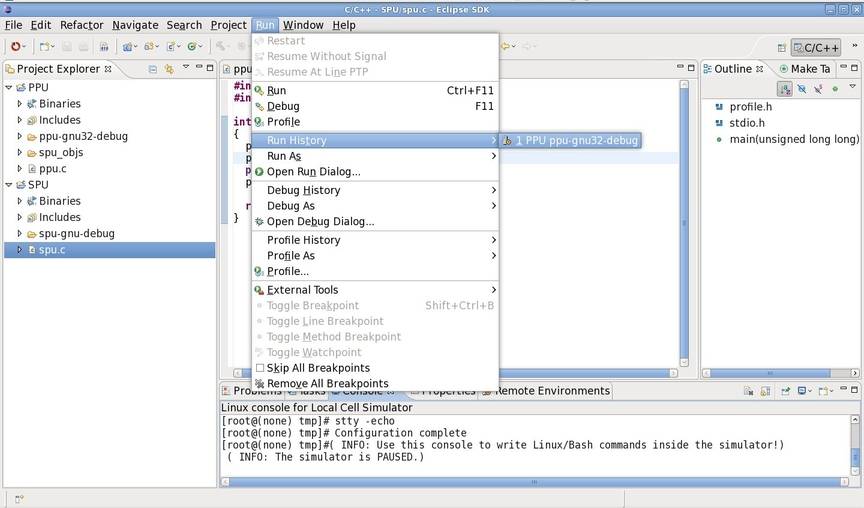 C/C++ - SPU/spu.c - Eclipse SDK
File Edit Refactor Navigate Search Project Run Window Help
C/C++
Project Explorer
PPU
Binaries
Includes
ppu-gnu32-debug
spu_objs
ppu.c
SPU
Binaries
Includes
spu-gnu-debug
spu.c
ppu
#in
#in
int
{
p
p
p
p
r
}
Restart
Resume Without Signal
Resume At Line PTP
Run Ctrl+F11
Debug F11
Profile
Run History
1 PPU ppu-gnu32-debug
Run As
Open Run Dialog...
Debug History
Debug As
Open Debug Dialog...
Profile History
Profile As
Profile...
External Tools
Toggle Breakpoint Shift+Ctrl+B
Toggle Line Breakpoint
Toggle Method Breakpoint
Toggle Watchpoint
Skip All Breakpoints
Remove All Breakpoints
Outline Make Ta
profile.h
stdio.h
main(unsigned long long)
Problems Tasks Console Properties Remote Environments
Linux console for Local Cell Simulator
[root@(none) tmp]# stty -echo
[root@(none) tmp]# Configuration complete
[root@(none) tmp]#( INFO: Use this console to write Linux/Bash commands inside the simulator!)
( INFO: The simulator is PAUSED.)